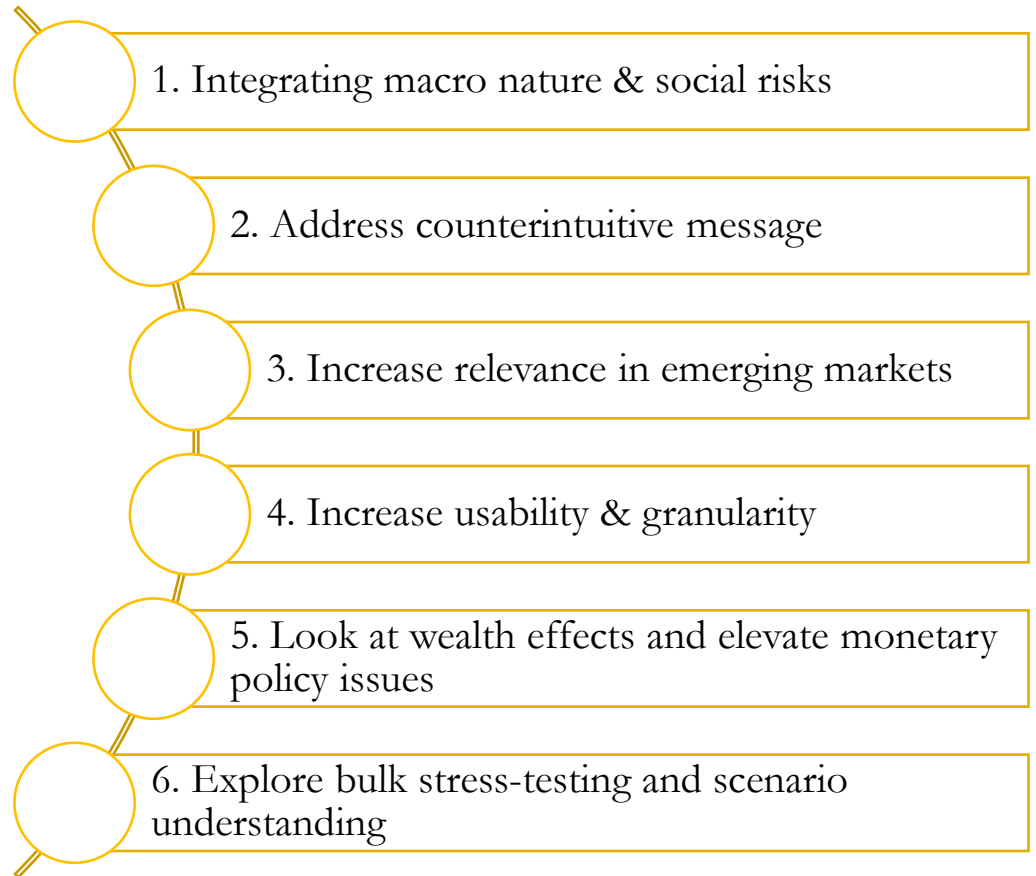 1. Integrating macro nature & social risks
2. Address counterintuitive message
3. Increase relevance in emerging markets
4. Increase usability & granularity
5. Look at wealth effects and elevate monetary
policy issues
6. Explore bulk stress-testing and scenario
understanding